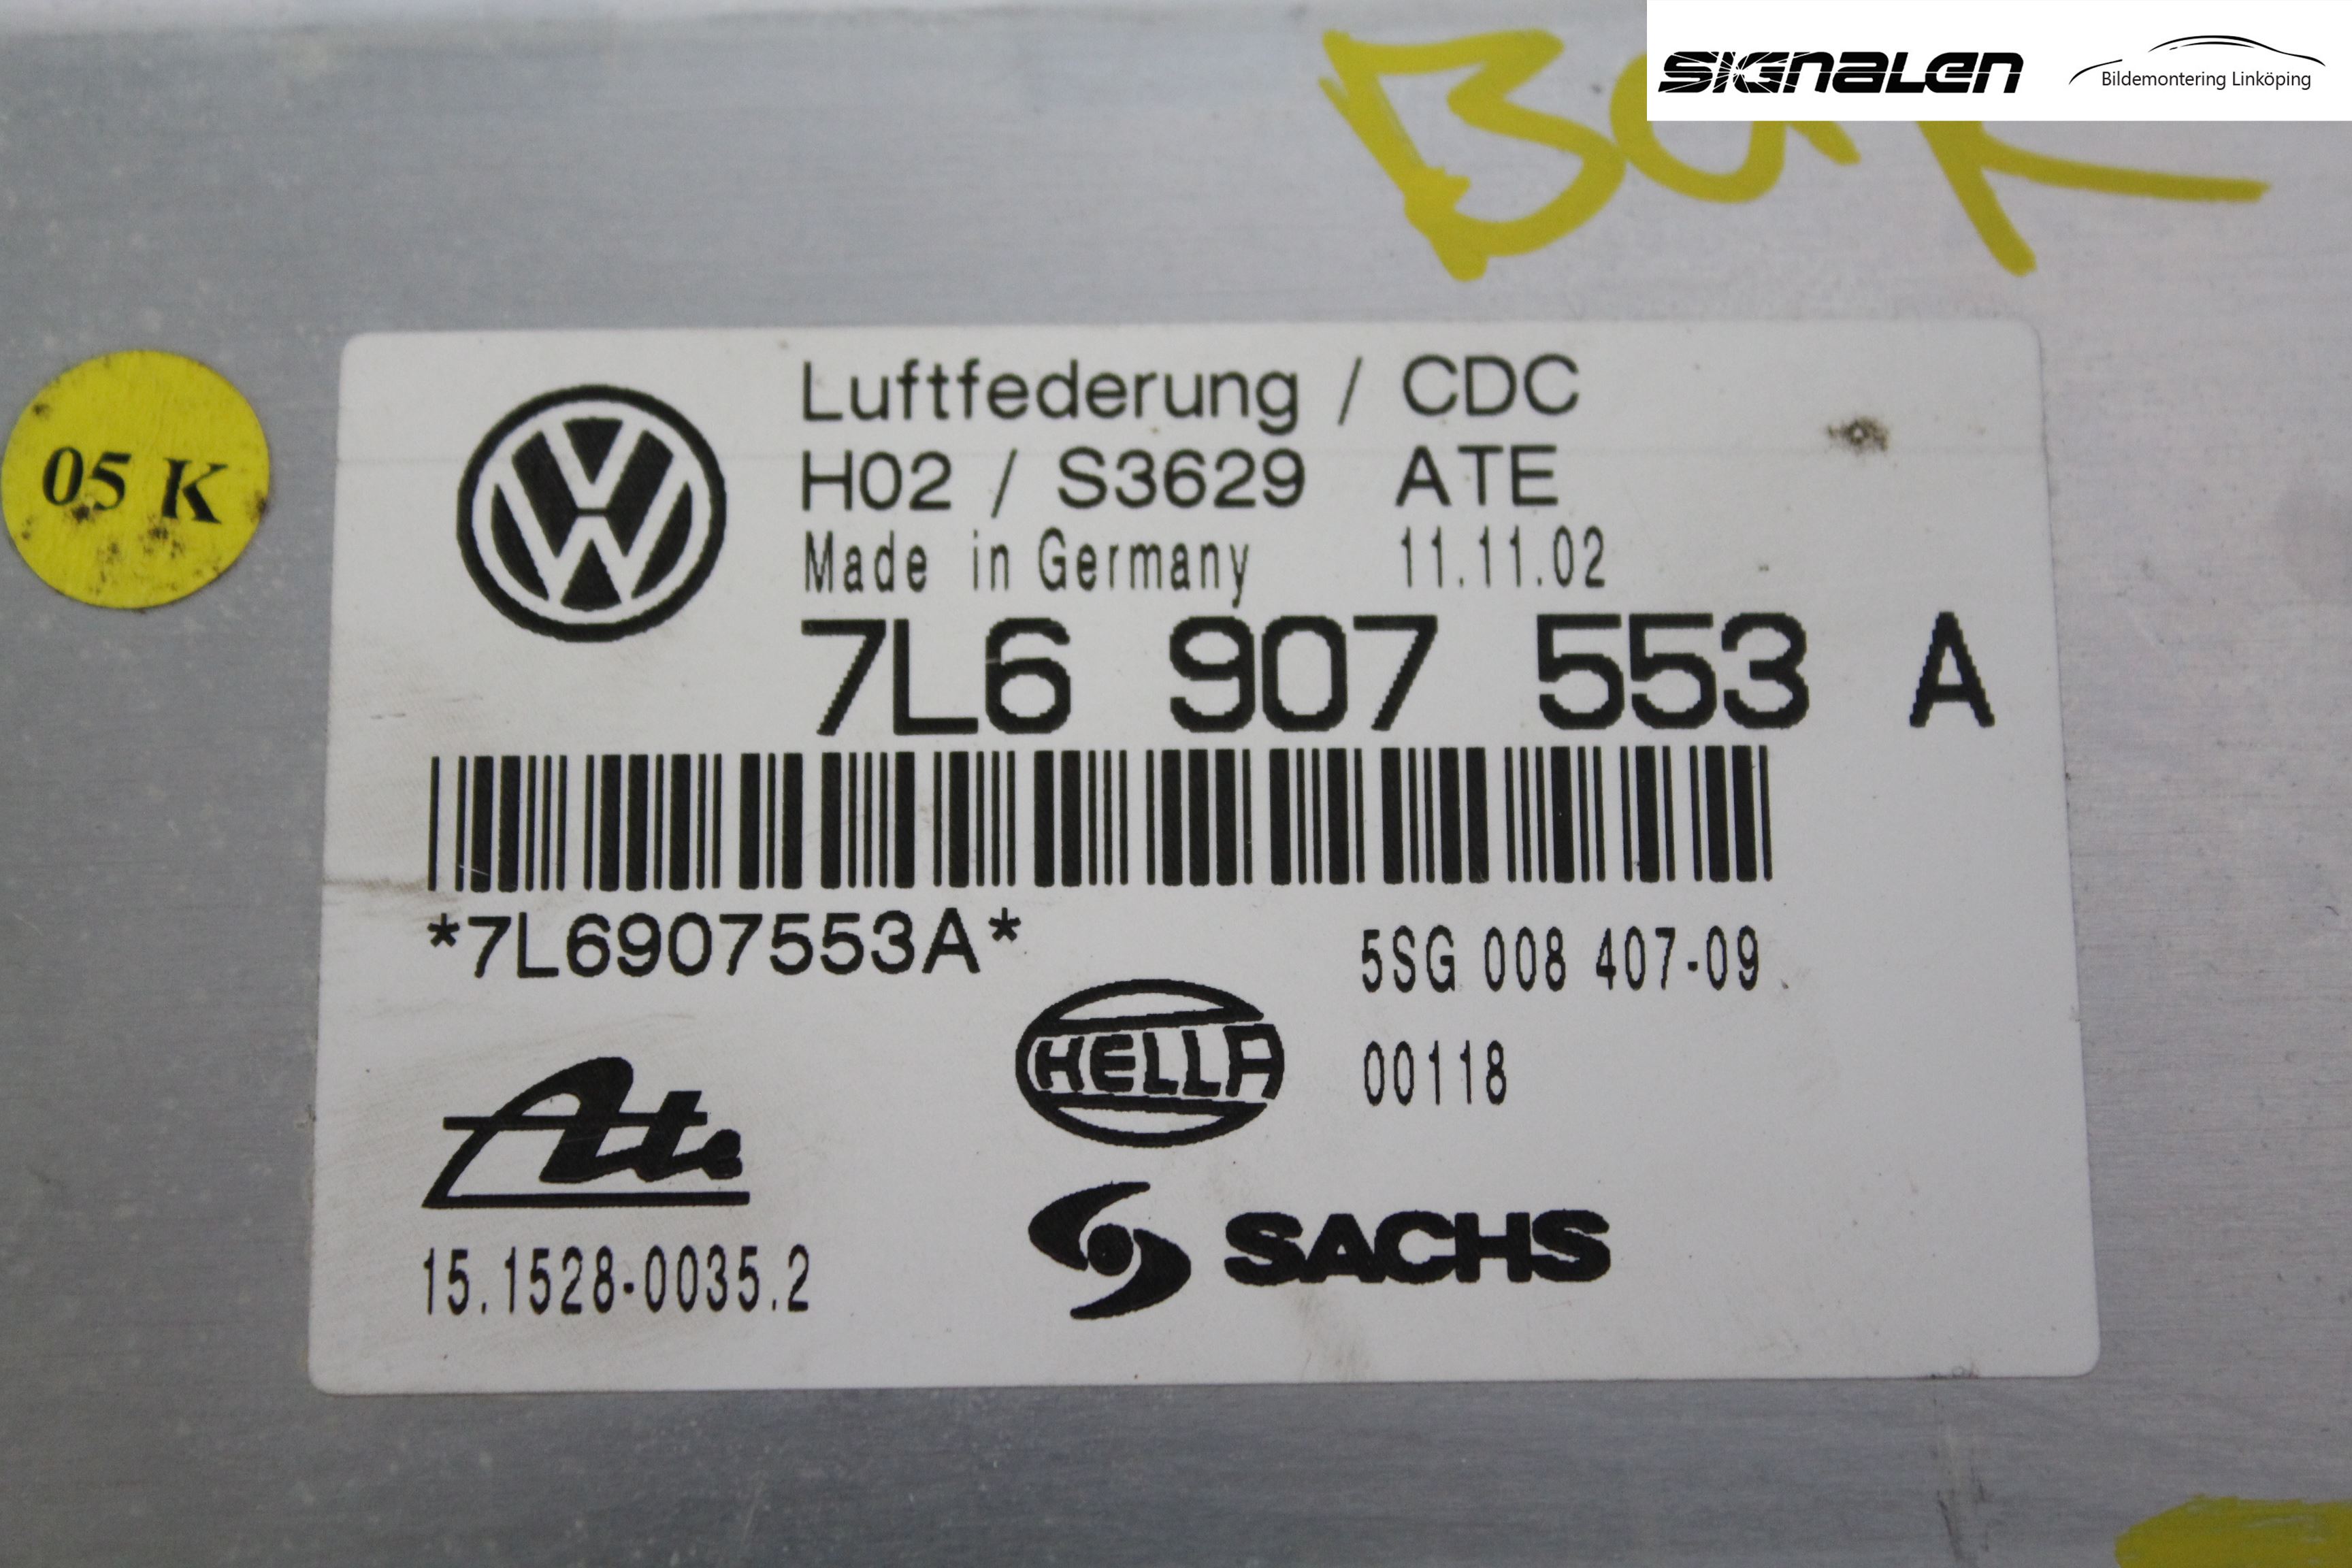 SIGNALEN
Bildemontering Linköping
05 K
Luftfederung / CDC
H02 / S3629 ATE
Made in Germany 11.11.02
7L6 907 553 A
*7L6907553A*
5SG 008 407-09
HELLA
00118
Ate
SACHS
15.1528-0035.2